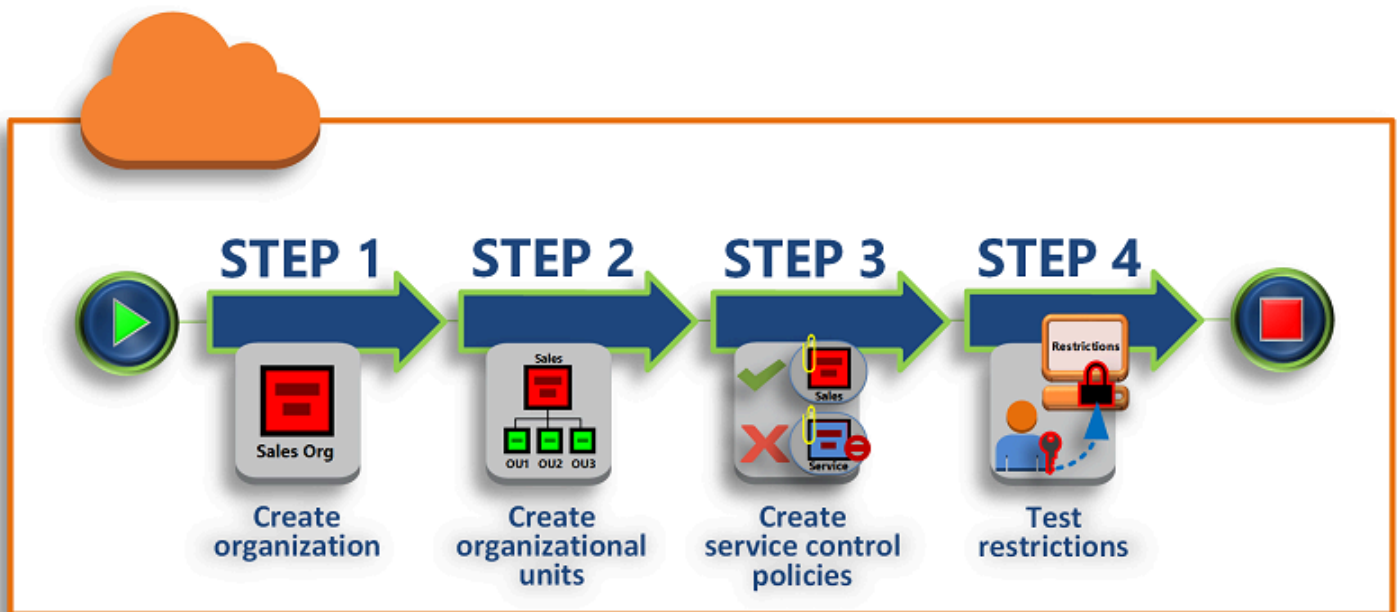 STEP 1
STEP 2
STEP 3
STEP 4
Sales Org
Sales
OU1 OU2 OU3
Sales
Service
Restrictions
Create
organization
Create
organizational
units
Create
service control
policies
Test
restrictions